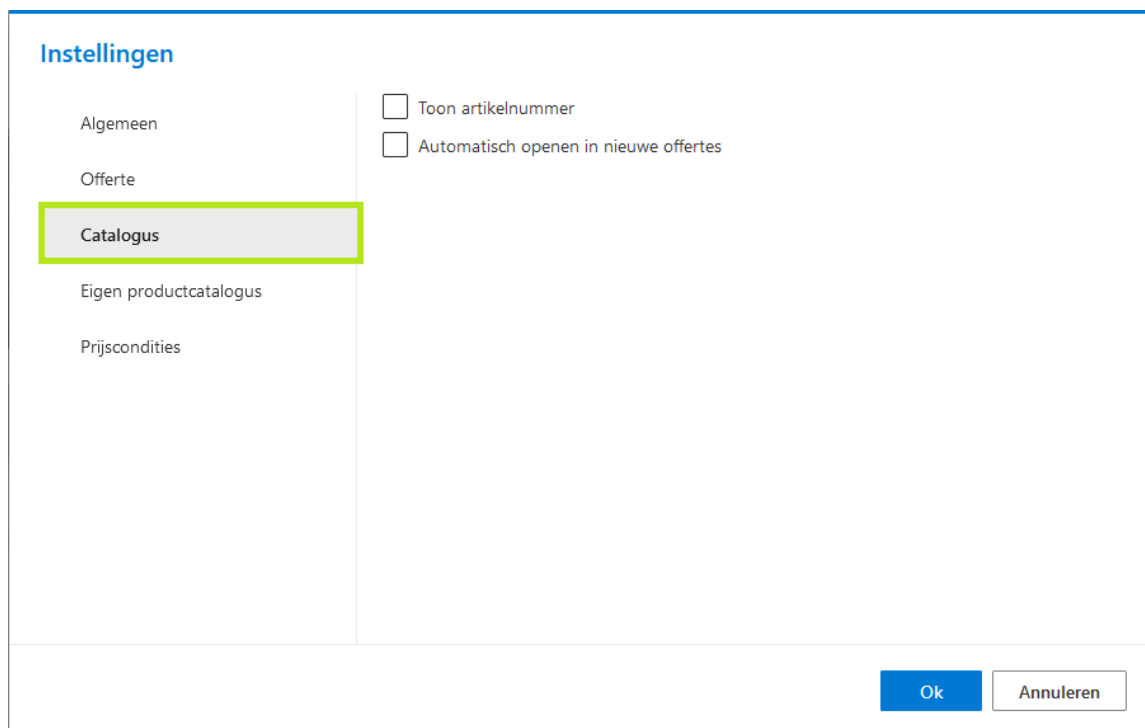 Instellingen
Algemeen
Offerte
Catalogus
Eigen productcatalogus
Prijscondities
Toon artikelnummer
Automatisch openen in nieuwe offertes
Ok
Annuleren